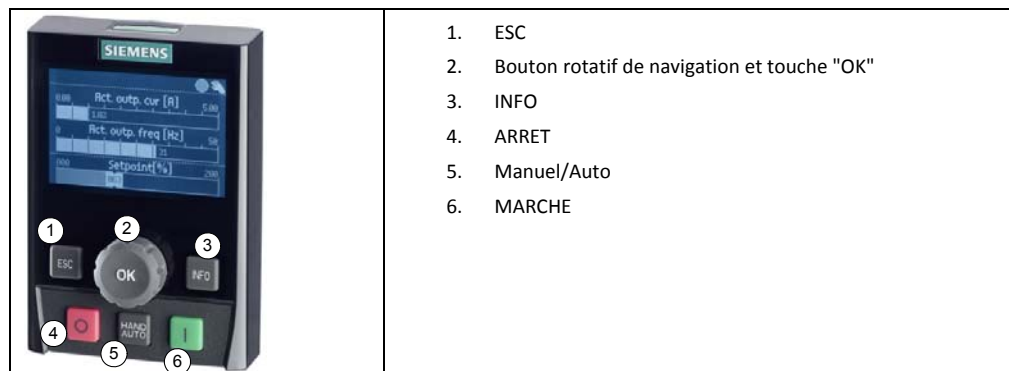 SIEMENS
0.00 Act. outp. cur [A] 5.00
1.02
0 Act. outp. freq [Hz] 50
31
Setpoint[%] 200
1
2
3
ESC
OK
INFO
4
HAND
AUTO
5
6
1. ESC
2. Bouton rotatif de navigation et touche "OK"
3. INFO
4. ARRET
5. Manuel/Auto
6. MARCHE